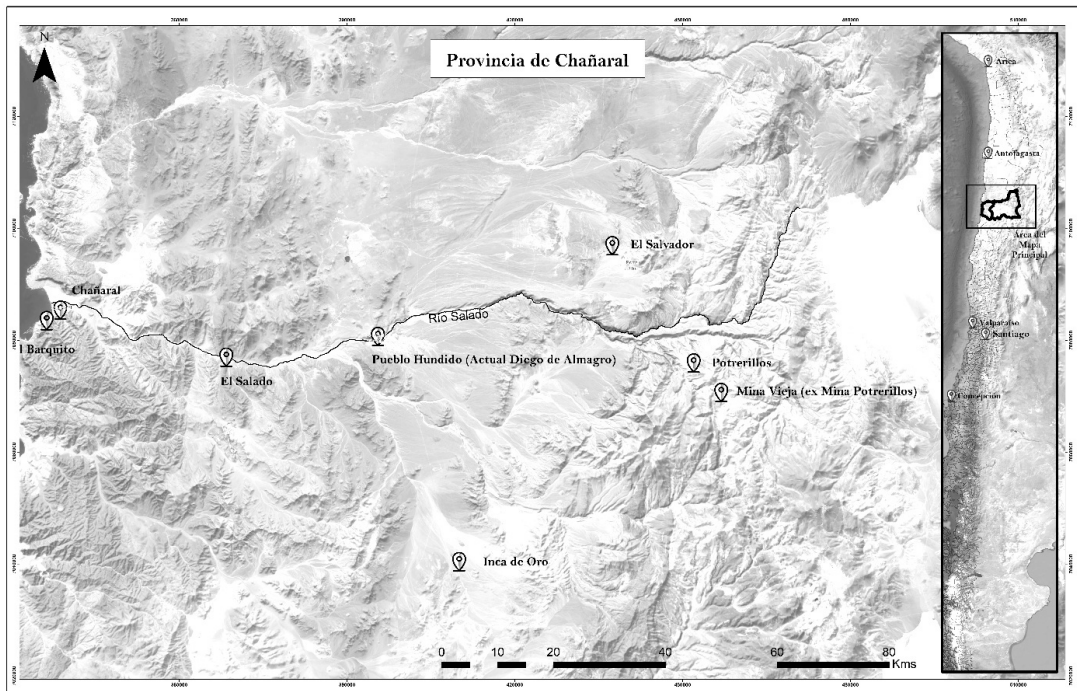 N
Provincia de Chañaral
Arica
Antofagasta
Área del
Mapa
Principal
El Salvador
Chañaral
Río Salado
l Barquito
Valparaíso
Santiago
Pueblo Hundido (Actual Diego de Almagro)
Potrerillos
El Salado
Mina Vieja (ex Mina Potrerillos)
Concepción
Inca de Oro
0 10 20 40 60 80
Kms